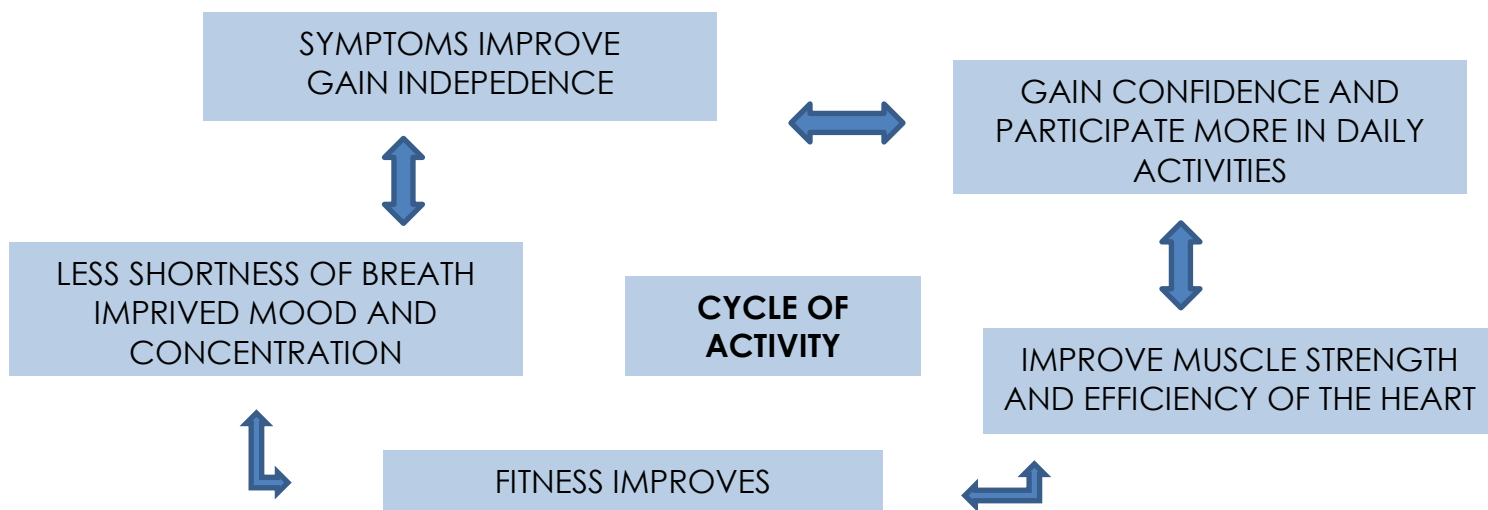 SYMPTOMS IMPROVE
GAIN INDEPEDENCE
GAIN CONFIDENCE AND
PARTICIPATE MORE IN DAILY
ACTIVITIES
LESS SHORTNESS OF BREATH
IMPRIVED MOOD AND
CONCENTRATION
CYCLE OF
ACTIVITY
IMPROVE MUSCLE STRENGTH
AND EFFICIENCY OF THE HEART
FITNESS IMPROVES